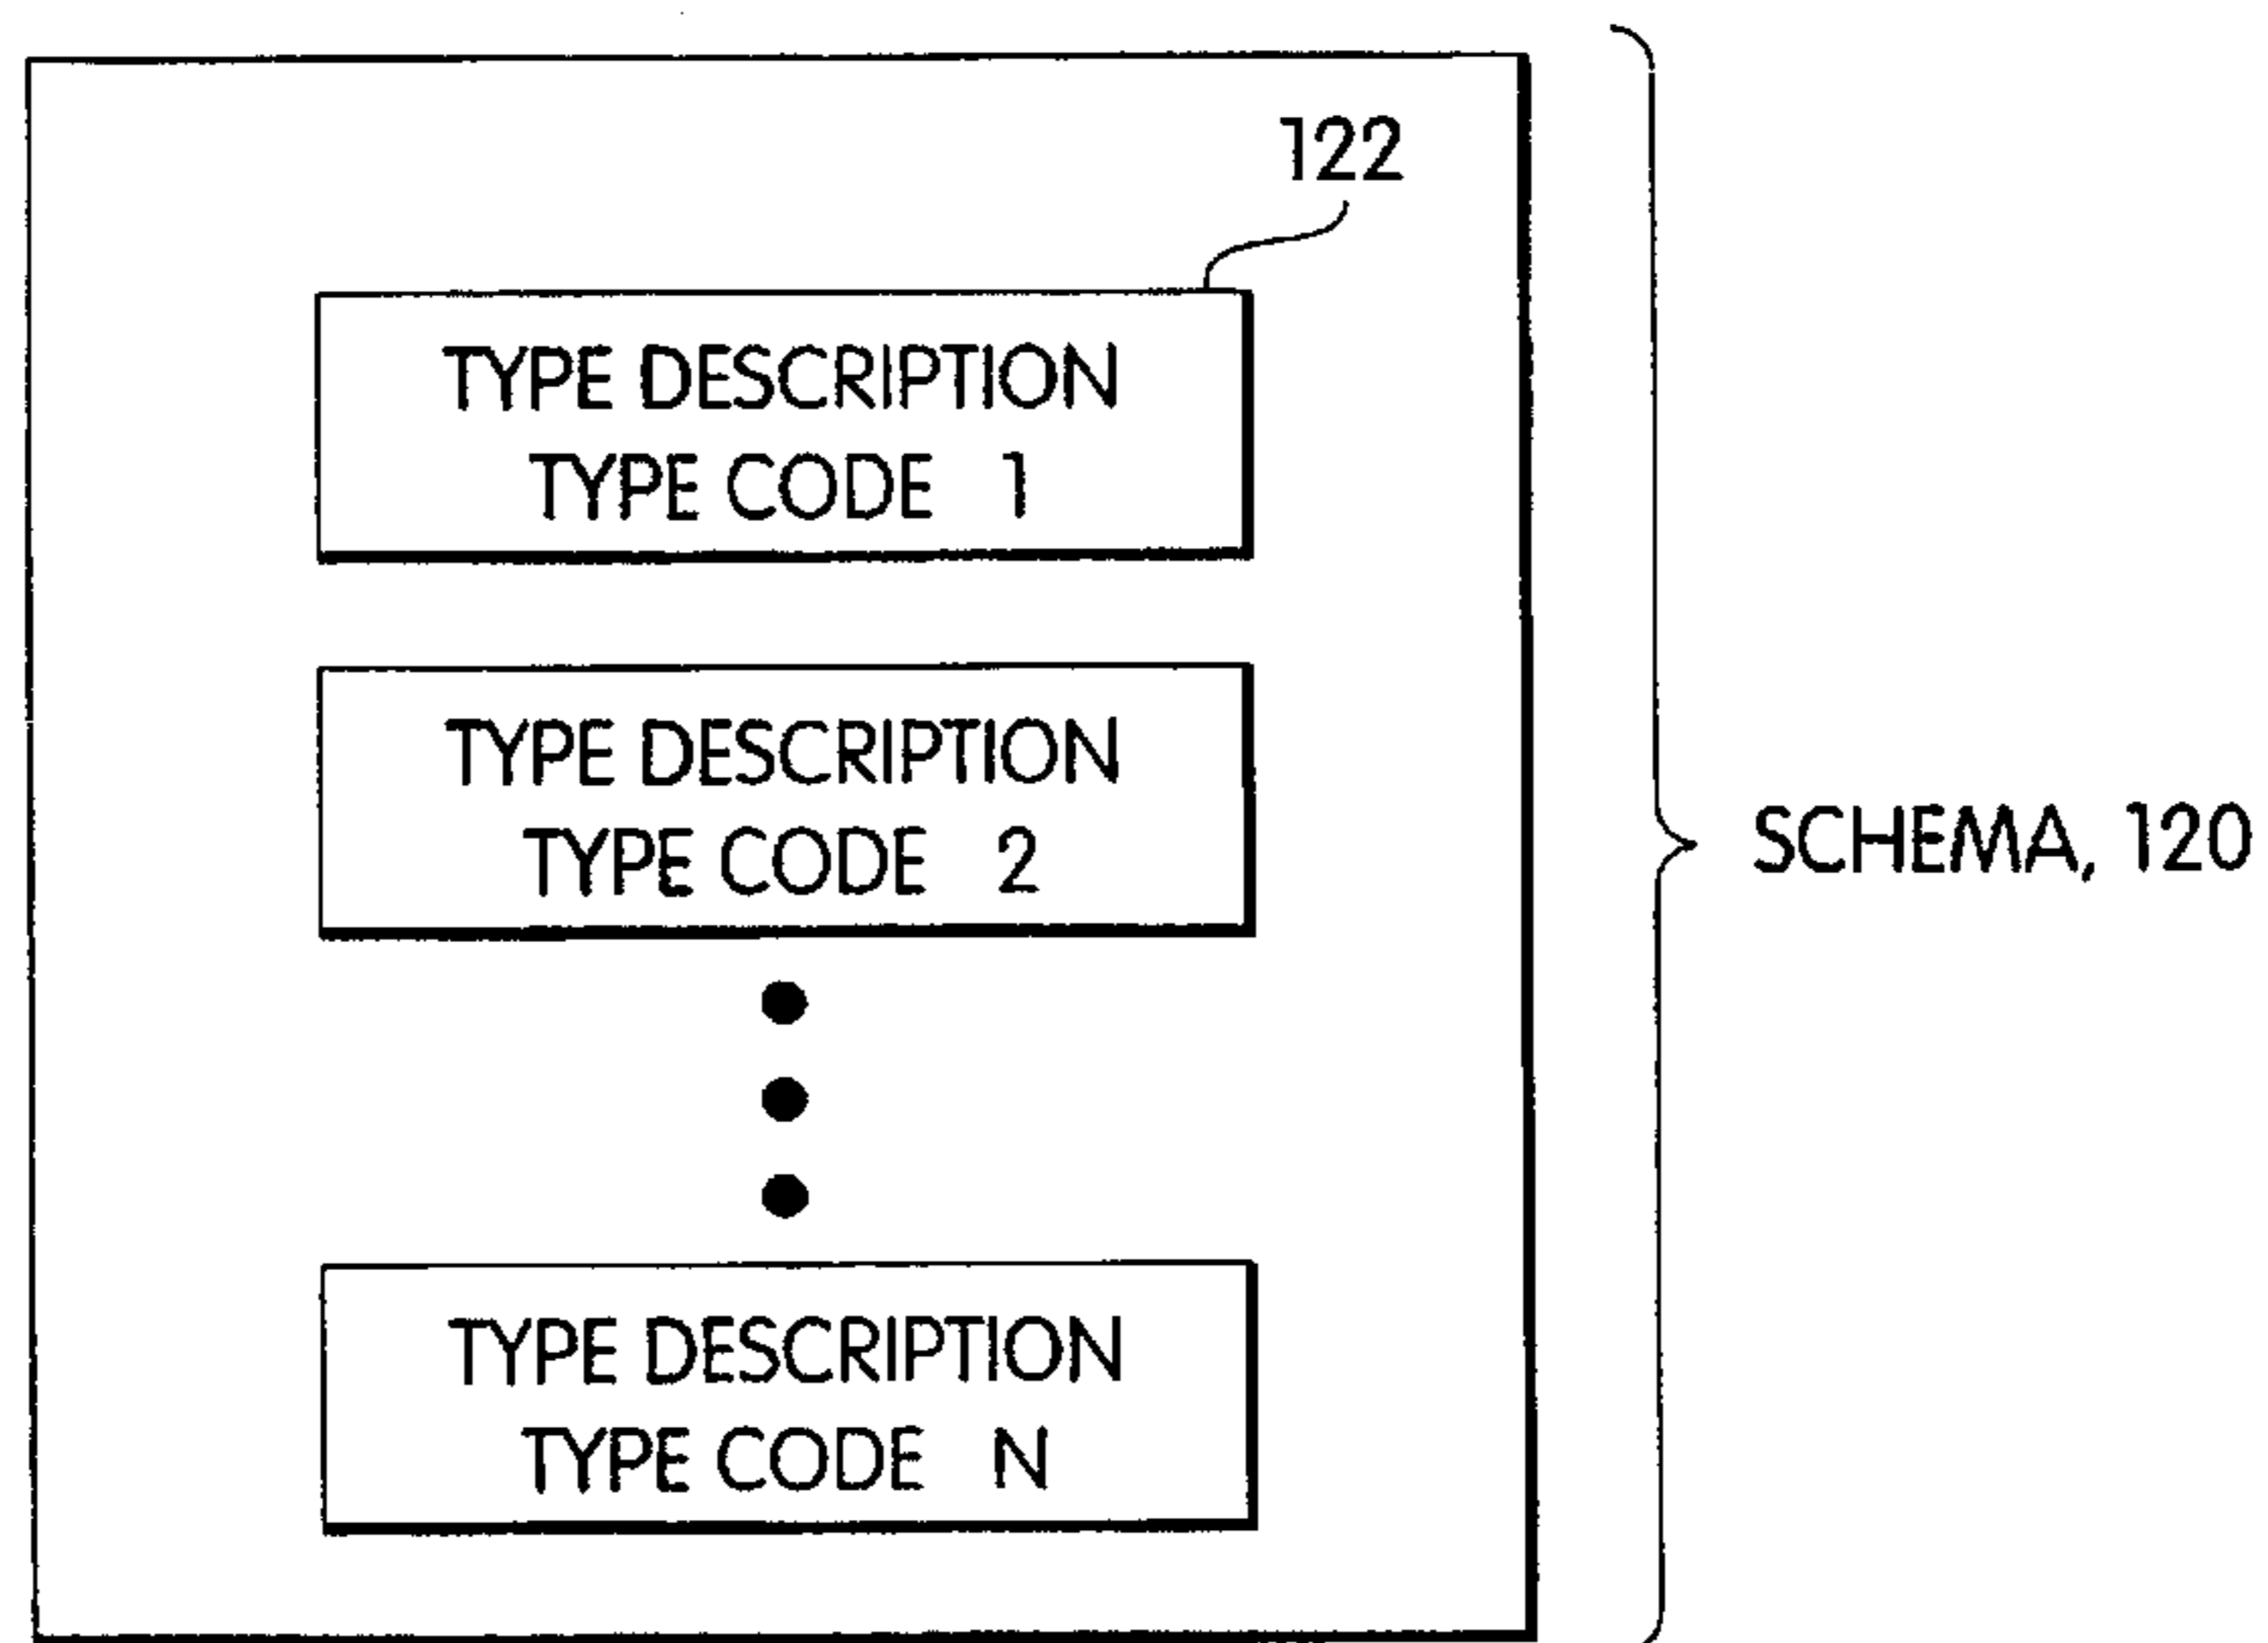 122
TYPE DESCRIPTION
TYPE CODE 1
TYPE DESCRIPTION
TYPE CODE 2
SCHEMA, 120
TYPE DESCRIPTION
TYPE CODE N